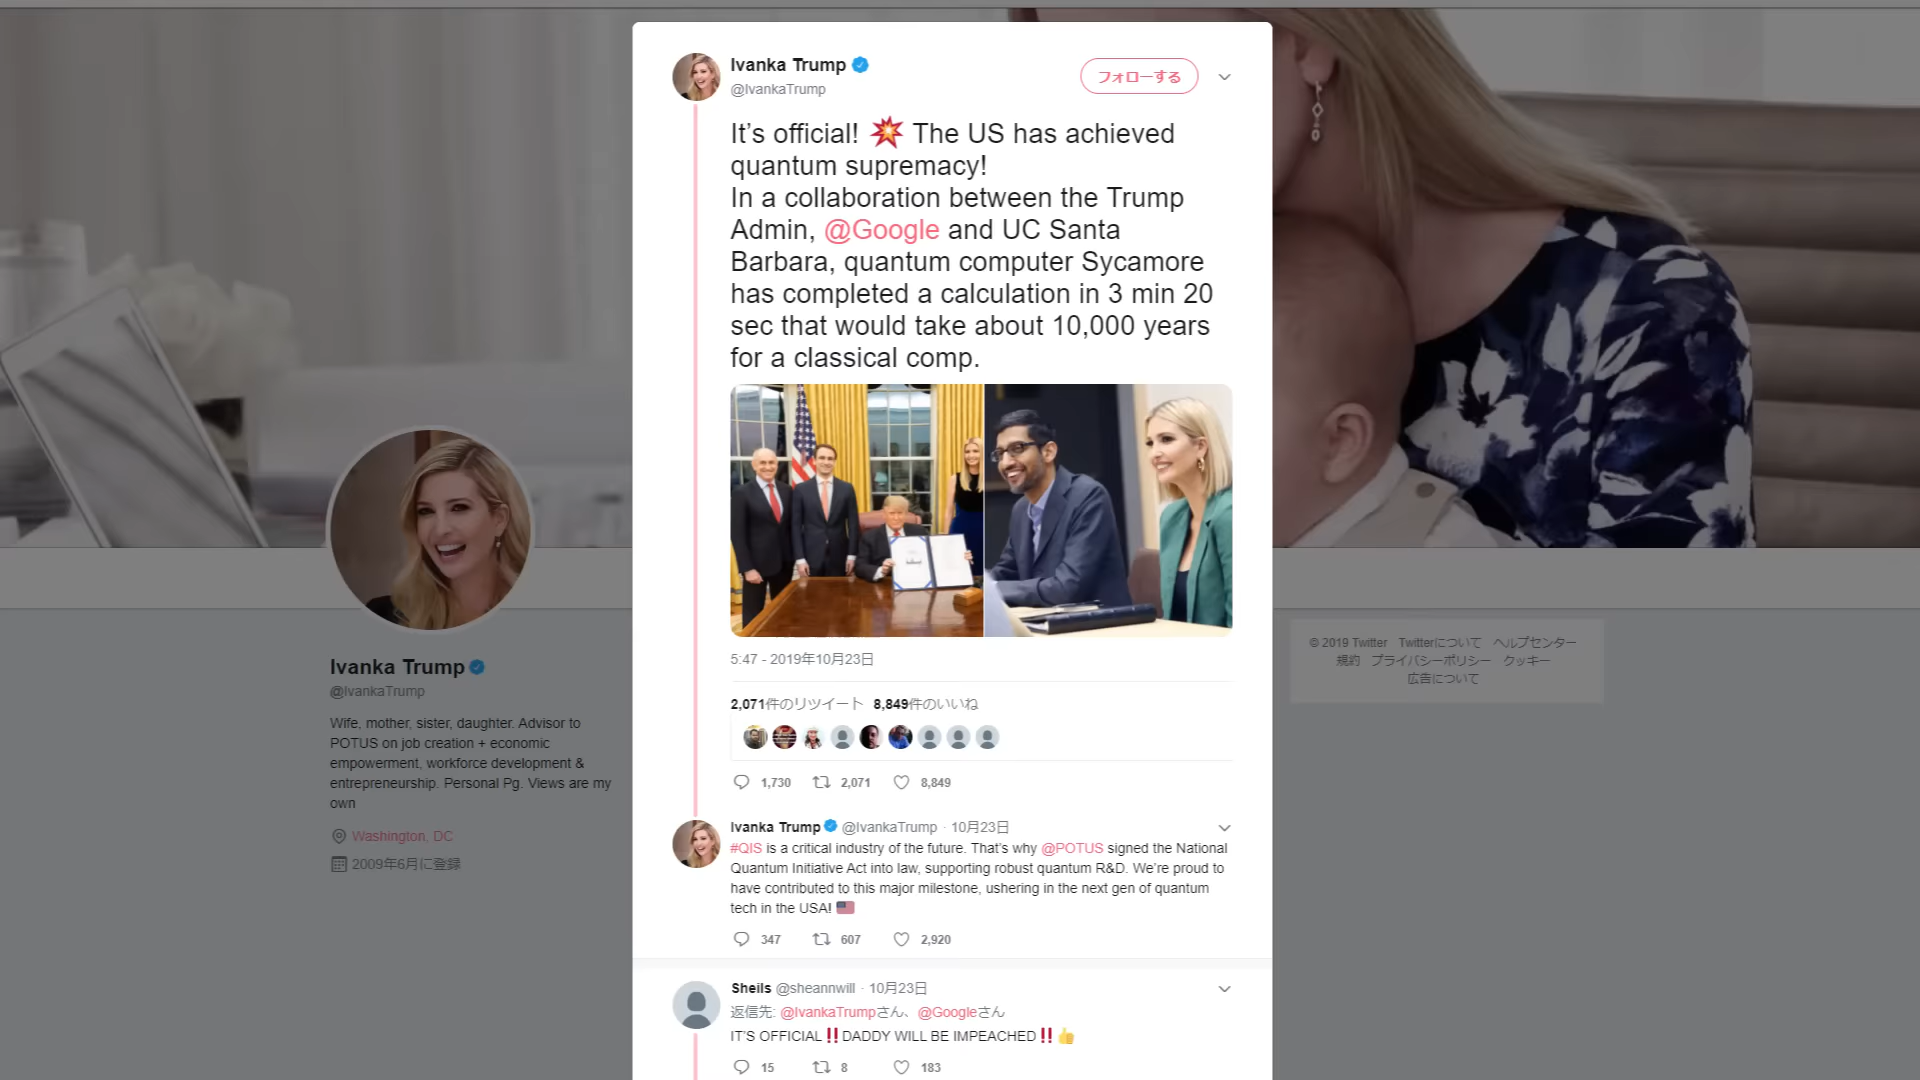 Ivanka Trump
@IvankaTrump
フォローする
It’s official! 💥 The US has achieved
quantum supremacy!
In a collaboration between the Trump
Admin, @Google and UC Santa
Barbara, quantum computer Sycamore
has completed a calculation in 3 min 20
sec that would take about 10,000 years
for a classical comp.
5:47 - 2019年10月23日
2,071件のリツイート 8,849件のいいね
1,730 2,071 8,849
Ivanka Trump @IvankaTrump · 10月23日
#QIS is a critical industry of the future. That’s why @POTUS signed the National
Quantum Initiative Act into law, supporting robust quantum R&D. We’re proud to
have contributed to this major milestone, ushering in the next gen of quantum
tech in the USA! 🇺🇸
347 607 2,920
Sheils @sheannwill · 10月23日
返信先: @IvankaTrumpさん、@Googleさん
IT’S OFFICIAL‼️DADDY WILL BE IMPEACHED‼️👍
15 8 183
Ivanka Trump
@IvankaTrump
Wife, mother, sister, daughter. Advisor to
POTUS on job creation + economic
empowerment, workforce development &
entrepreneurship. Personal Pg. Views are my
own
Washington, DC
2009年6月に登録
© 2019 Twitter Twitterについて ヘルプセンター
規約 プライバシーポリシー クッキー
広告について